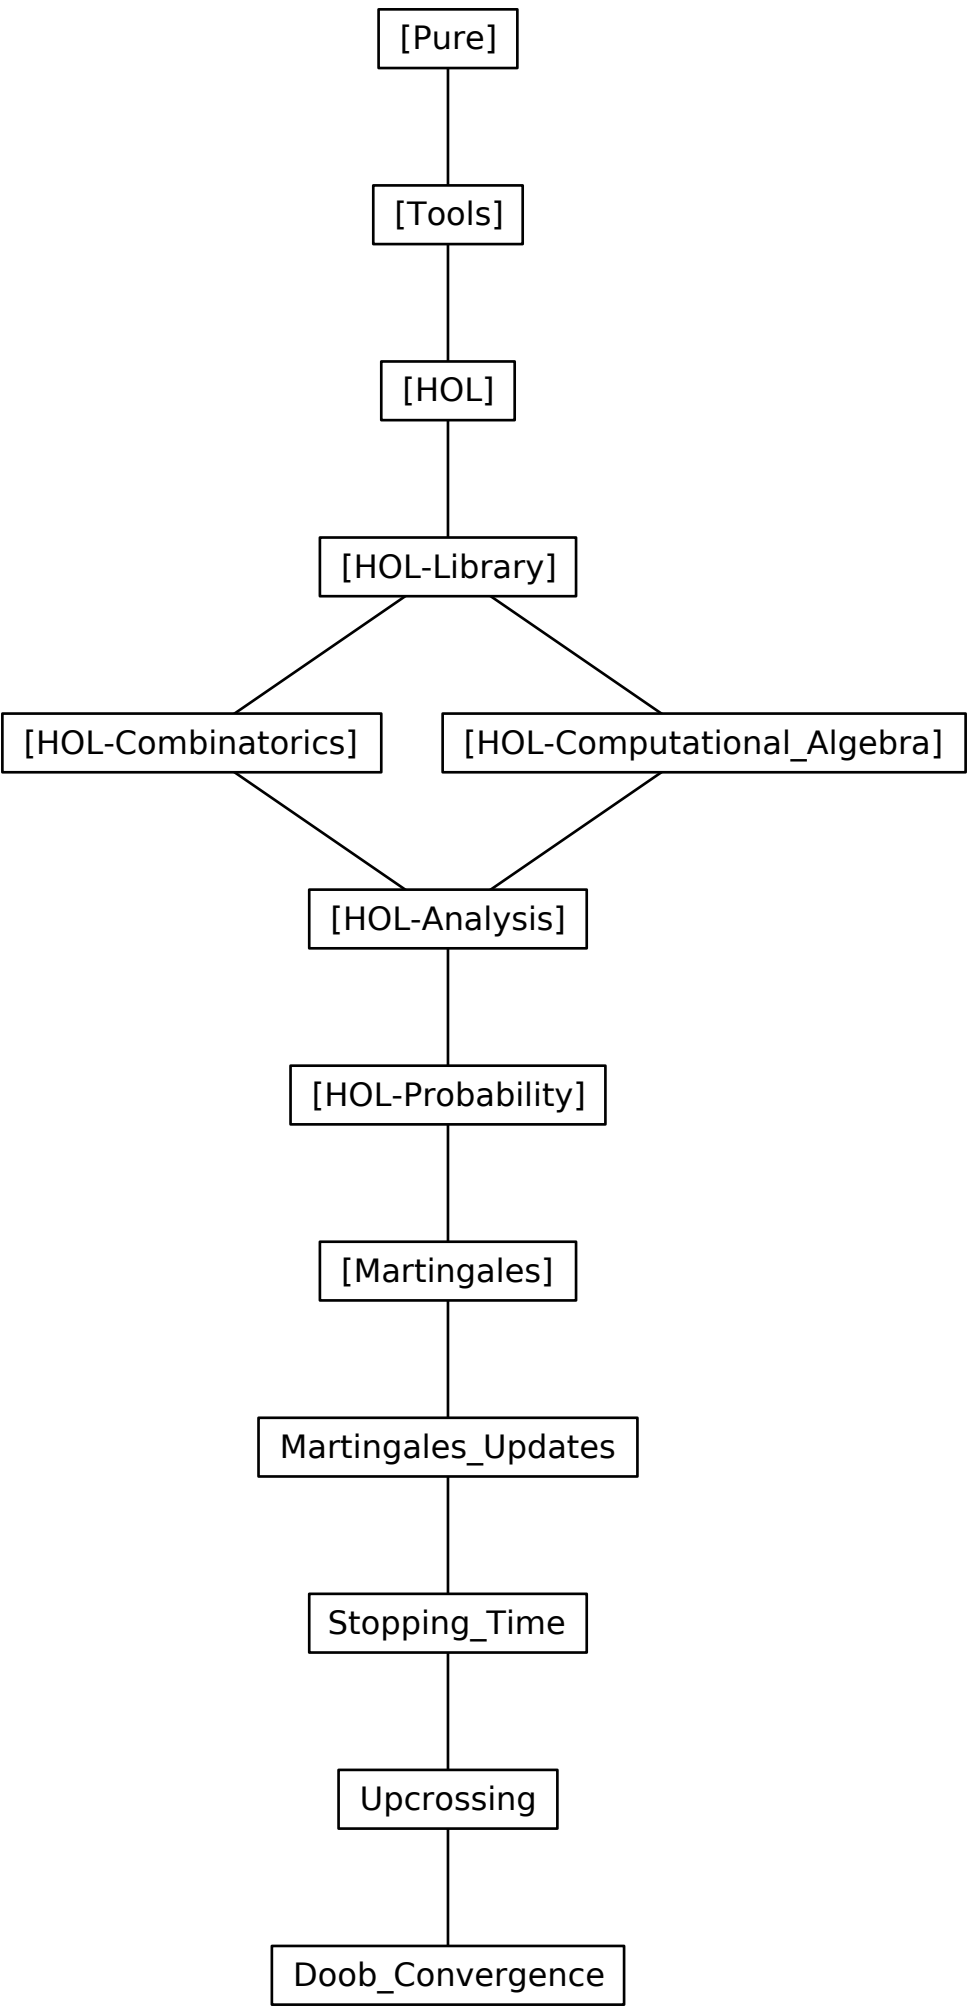 [Pure]
[Tools]
[HOL]
[HOL-Library]
[HOL-Combinatorics]
[HOL-Computational_Algebra]
[HOL-Analysis]
[HOL-Probability]
[Martingales]
Martingales_Updates
Stopping_Time
Upcrossing
Doob_Convergence